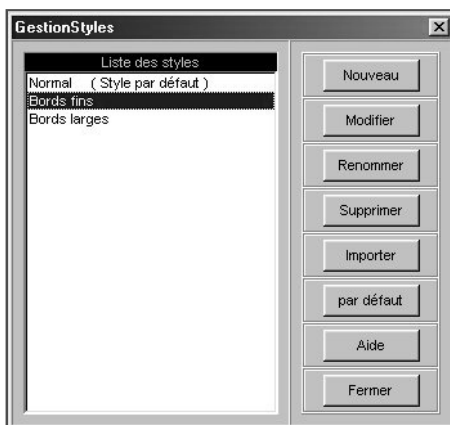 GestionStyles
Liste des styles
Normal ( Style par défaut )
Bords fins
Bords larges
Nouveau
Modifier
Renommer
Supprimer
Importer
par défaut
Aide
Fermer